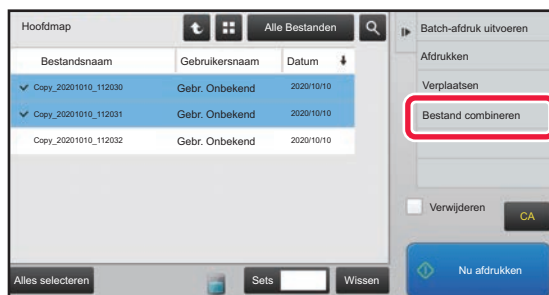 Hoofdmap
Alle Bestanden
Bestandsnaam Gebruikersnaam Datum
Copy_20201010_112030 Gebr. Onbekend 2020/10/10
Copy_20201010_112031 Gebr. Onbekend 2020/10/10
Copy_20201010_112032 Gebr. Onbekend 2020/10/10
Alles selecteren
Sets
Wissen
Batch-afdruk uitvoeren
Afdrukken
Verplaatsen
Bestand combineren
Verwijderen
CA
Nu afdrukken